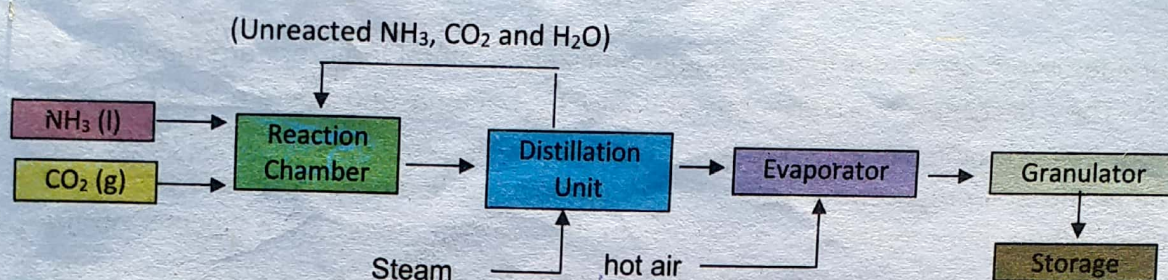 (Unreacted NH₃, CO₂ and H₂O)
NH₃ (l)
CO₂ (g)
Reaction
Chamber
Distillation
Unit
Evaporator
Granulator
Storage
Steam
hot air